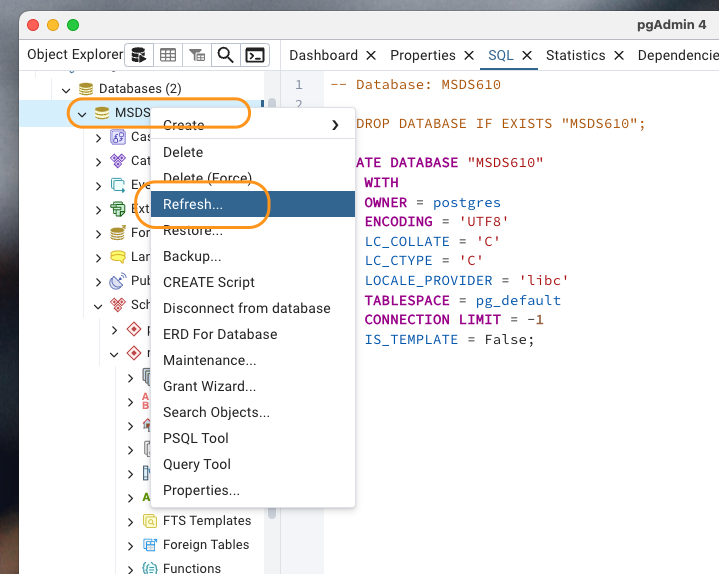 pgAdmin 4
Object Explorer
Dashboard
Properties
SQL
Statistics
Dependencie
Databases (2)
MSDS
Cas
Cat
Eve
Ext
For
Lan
Pub
Sch
FTS Templates
Foreign Tables
Functions
Create
Delete
Delete (Force)
Refresh...
Restore...
Backup...
CREATE Script
Disconnect from database
ERD For Database
Maintenance...
Grant Wizard...
Search Objects...
PSQL Tool
Query Tool
Properties...
1
2
-- Database: MSDS610
DROP DATABASE IF EXISTS "MSDS610";
ATE DATABASE "MSDS610"
WITH
OWNER = postgres
ENCODING = 'UTF8'
LC_COLLATE = 'C'
LC_CTYPE = 'C'
LOCALE_PROVIDER = 'libc'
TABLESPACE = pg_default
CONNECTION LIMIT = -1
IS_TEMPLATE = False;